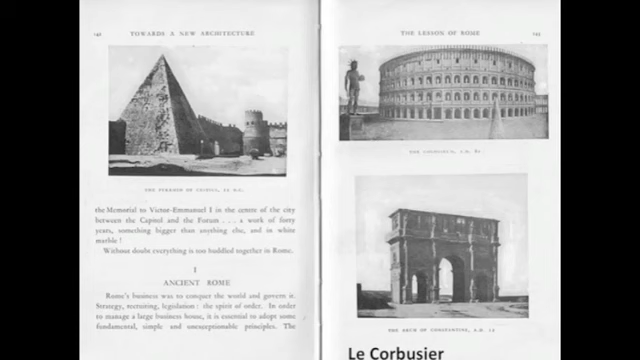 142 TOWARDS A NEW ARCHITECTURE
THE PYRAMID OF CESTIUS, 12 B.C.
the Memorial to Victor-Emmanuel I in the centre of the city
between the Capitol and the Forum . . . a work of forty
years, something bigger than anything else, and in white
marble !
Without doubt everything is too huddled together in Rome.
I
ANCIENT ROME
Rome's business was to conquer the world and govern it.
Strategy, recruiting, legislation : the spirit of order. In order
to manage a large business house, it is essential to adopt some
fundamental, simple and unexceptionable principles. The
THE LESSON OF ROME 143
THE COLOSSEUM, A.D. 82
THE ARCH OF CONSTANTINE, A.D. 12
Le Corbusier